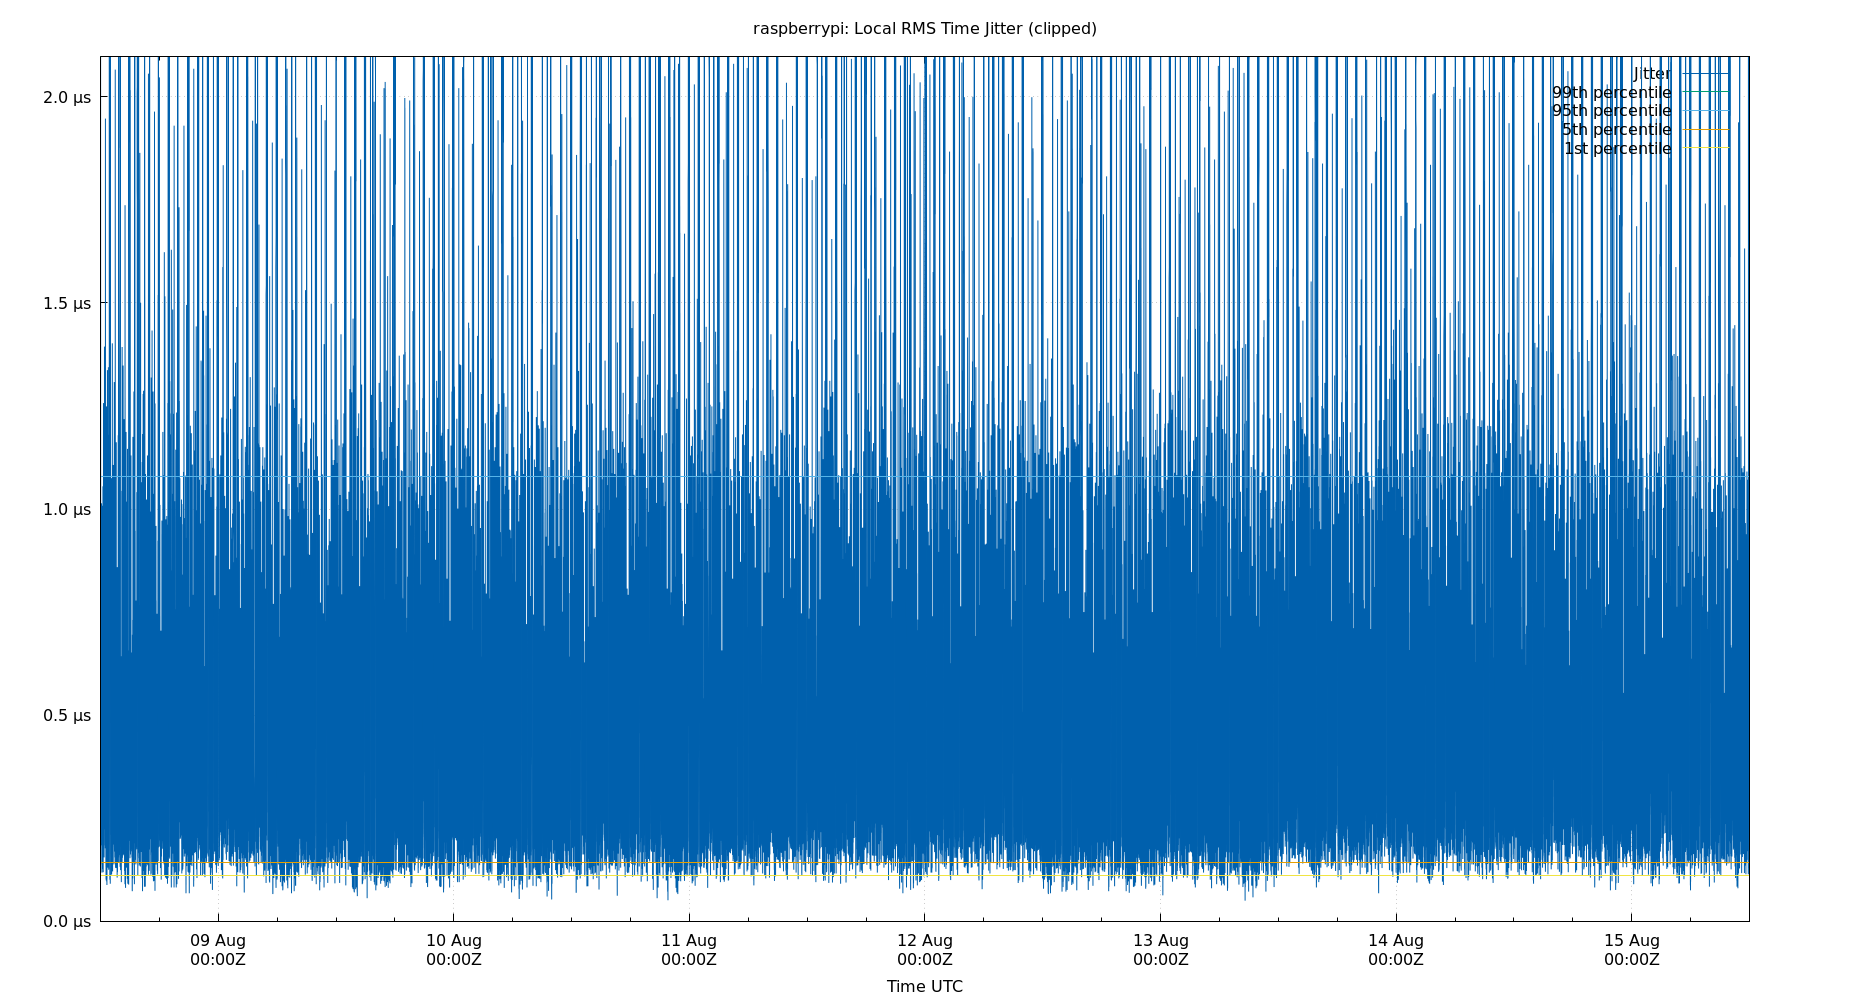 raspberrypi: Local RMS Time Jitter (clipped)
2.0 µs
1.5 µs
1.0 µs
0.5 µs
0.0 µs
Jitter
99th percentile
95th percentile
5th percentile
1st percentile
09 Aug
00:00Z
10 Aug
00:00Z
11 Aug
00:00Z
12 Aug
00:00Z
13 Aug
00:00Z
14 Aug
00:00Z
15 Aug
00:00Z
Time UTC